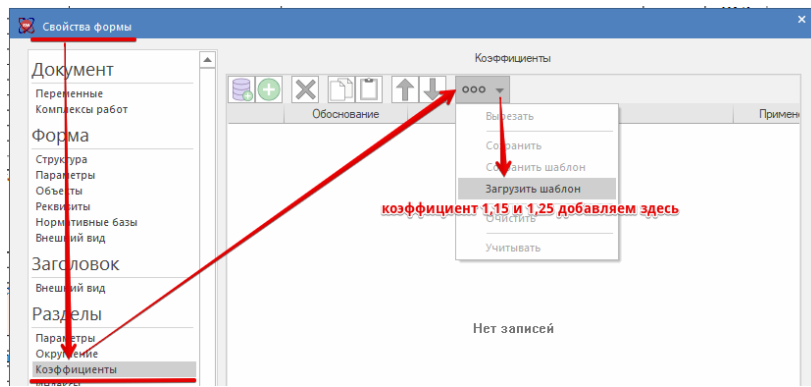 Свойства формы
Документ
Переменные
Комплексы работ
Форма
Структура
Параметры
Объекты
Реквизиты
Нормативные базы
Внешний вид
Заголовок
Внешний вид
Разделы
Параметры
Округление
Коэффициенты
Индексы
Коэффициенты
Обоснование
Примен
Вырезать
Сохранить
Сохранить шаблон
Загрузить шаблон
коэффициент 1,15 и 1,25 добавляем здесь
Очистить
Учитывать
Нет записей